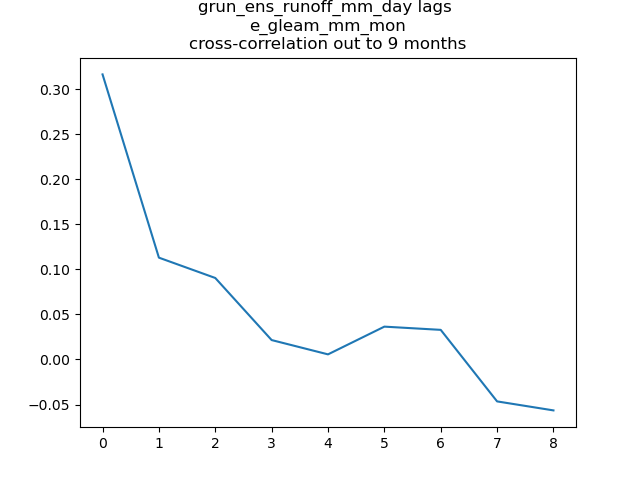 grun_ens_runoff_mm_day lags
e_gleam_mm_mon
cross-correlation out to 9 months
0.30
0.25
0.20
0.15
0.10
0.05
0.00
−0.05
0 1 2 3 4 5 6 7 8